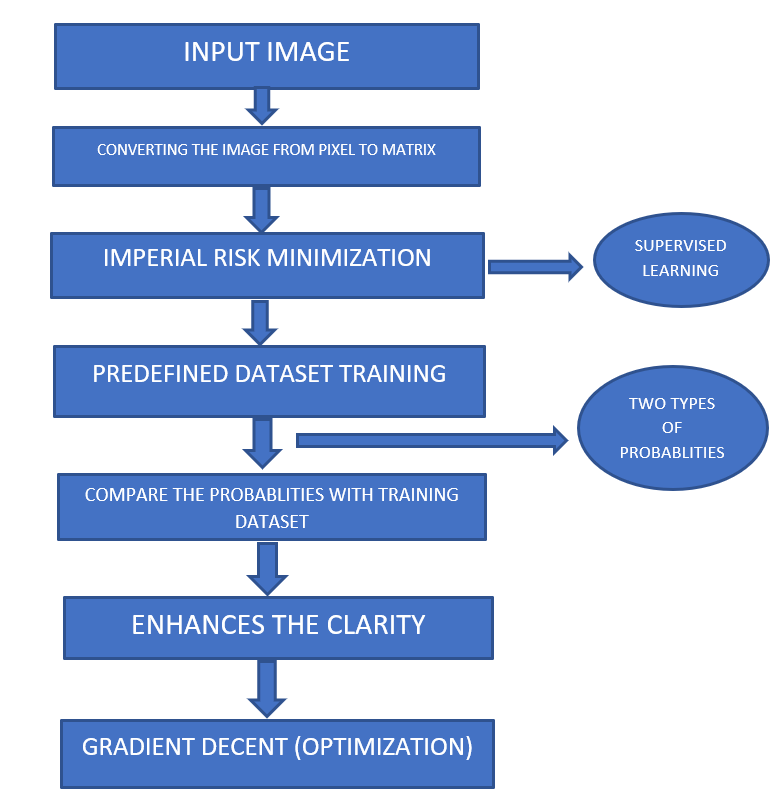 INPUT IMAGE
CONVERTING THE IMAGE FROM PIXEL TO MATRIX
IMPERIAL RISK MINIMIZATION
SUPERVISED
LEARNING
PREDEFINED DATASET TRAINING
TWO TYPES
OF
PROBABLITIES
COMPARE THE PROBABLITIES WITH TRAINING
DATASET
ENHANCES THE CLARITY
GRADIENT DECENT (OPTIMIZATION)